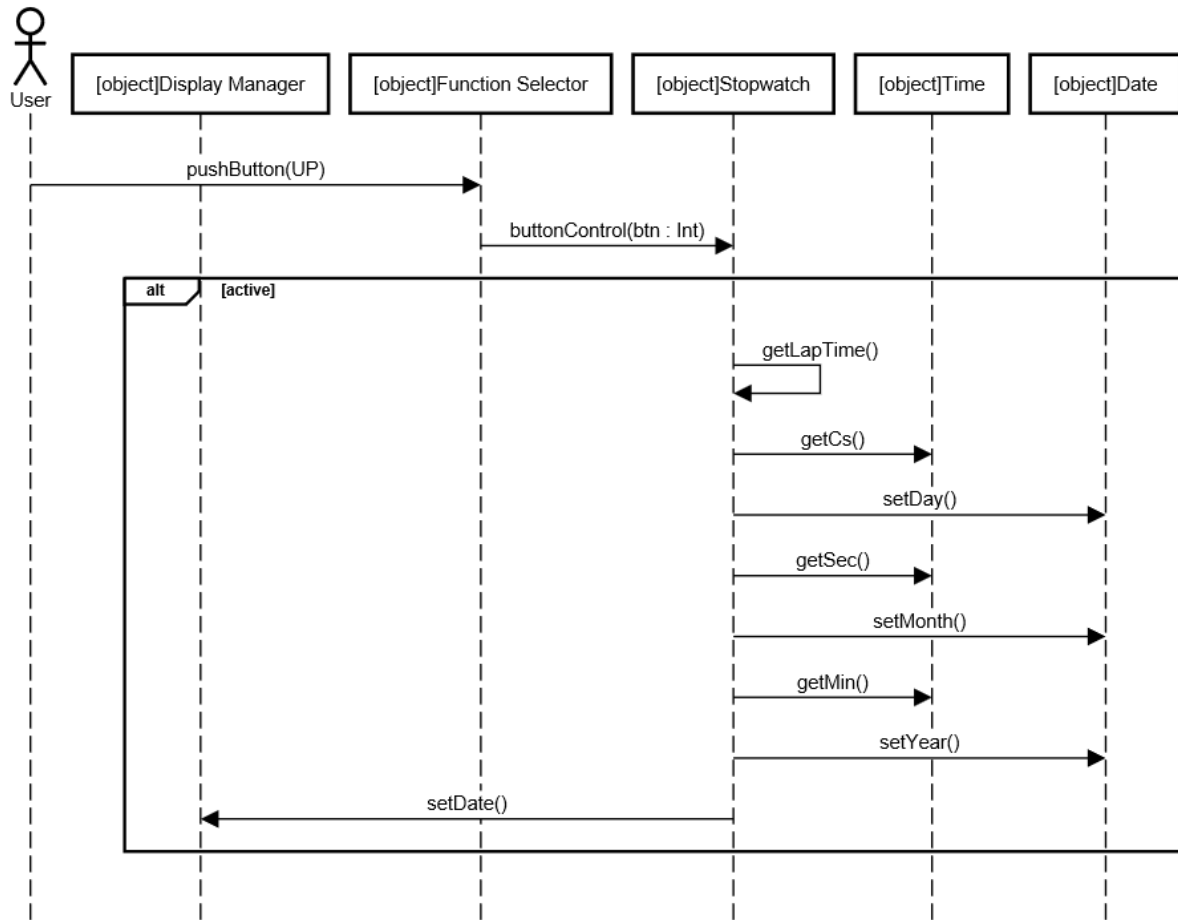 User
[object]Display Manager
[object]Function Selector
[object]Stopwatch
[object]Time
[object]Date
pushButton(UP)
buttonControl(btn : Int)
alt
[active]
getLapTime()
getCs()
setDay()
getSec()
setMonth()
getMin()
setYear()
setDate()